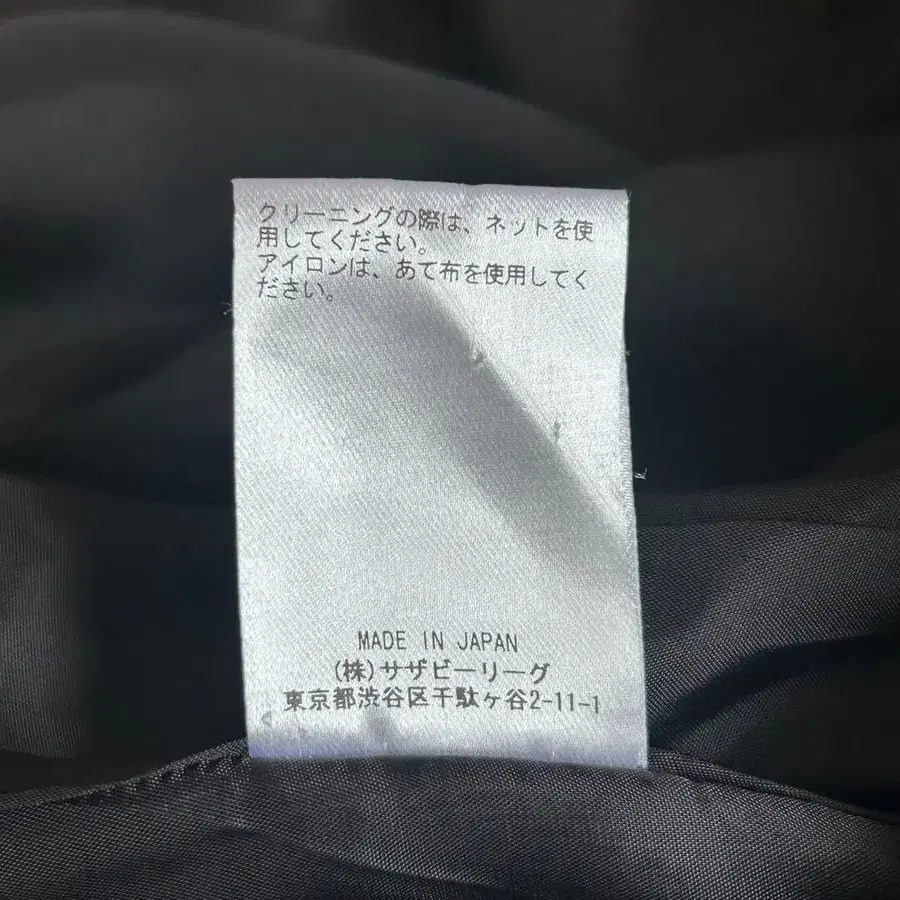 クリーニングの際は、ネットを使
用してください。
アイロンは、あて布を使用してく
ださい。
MADE IN JAPAN
(株)サザビーリーグ
東京都渋谷区千駄ヶ谷2-11-1